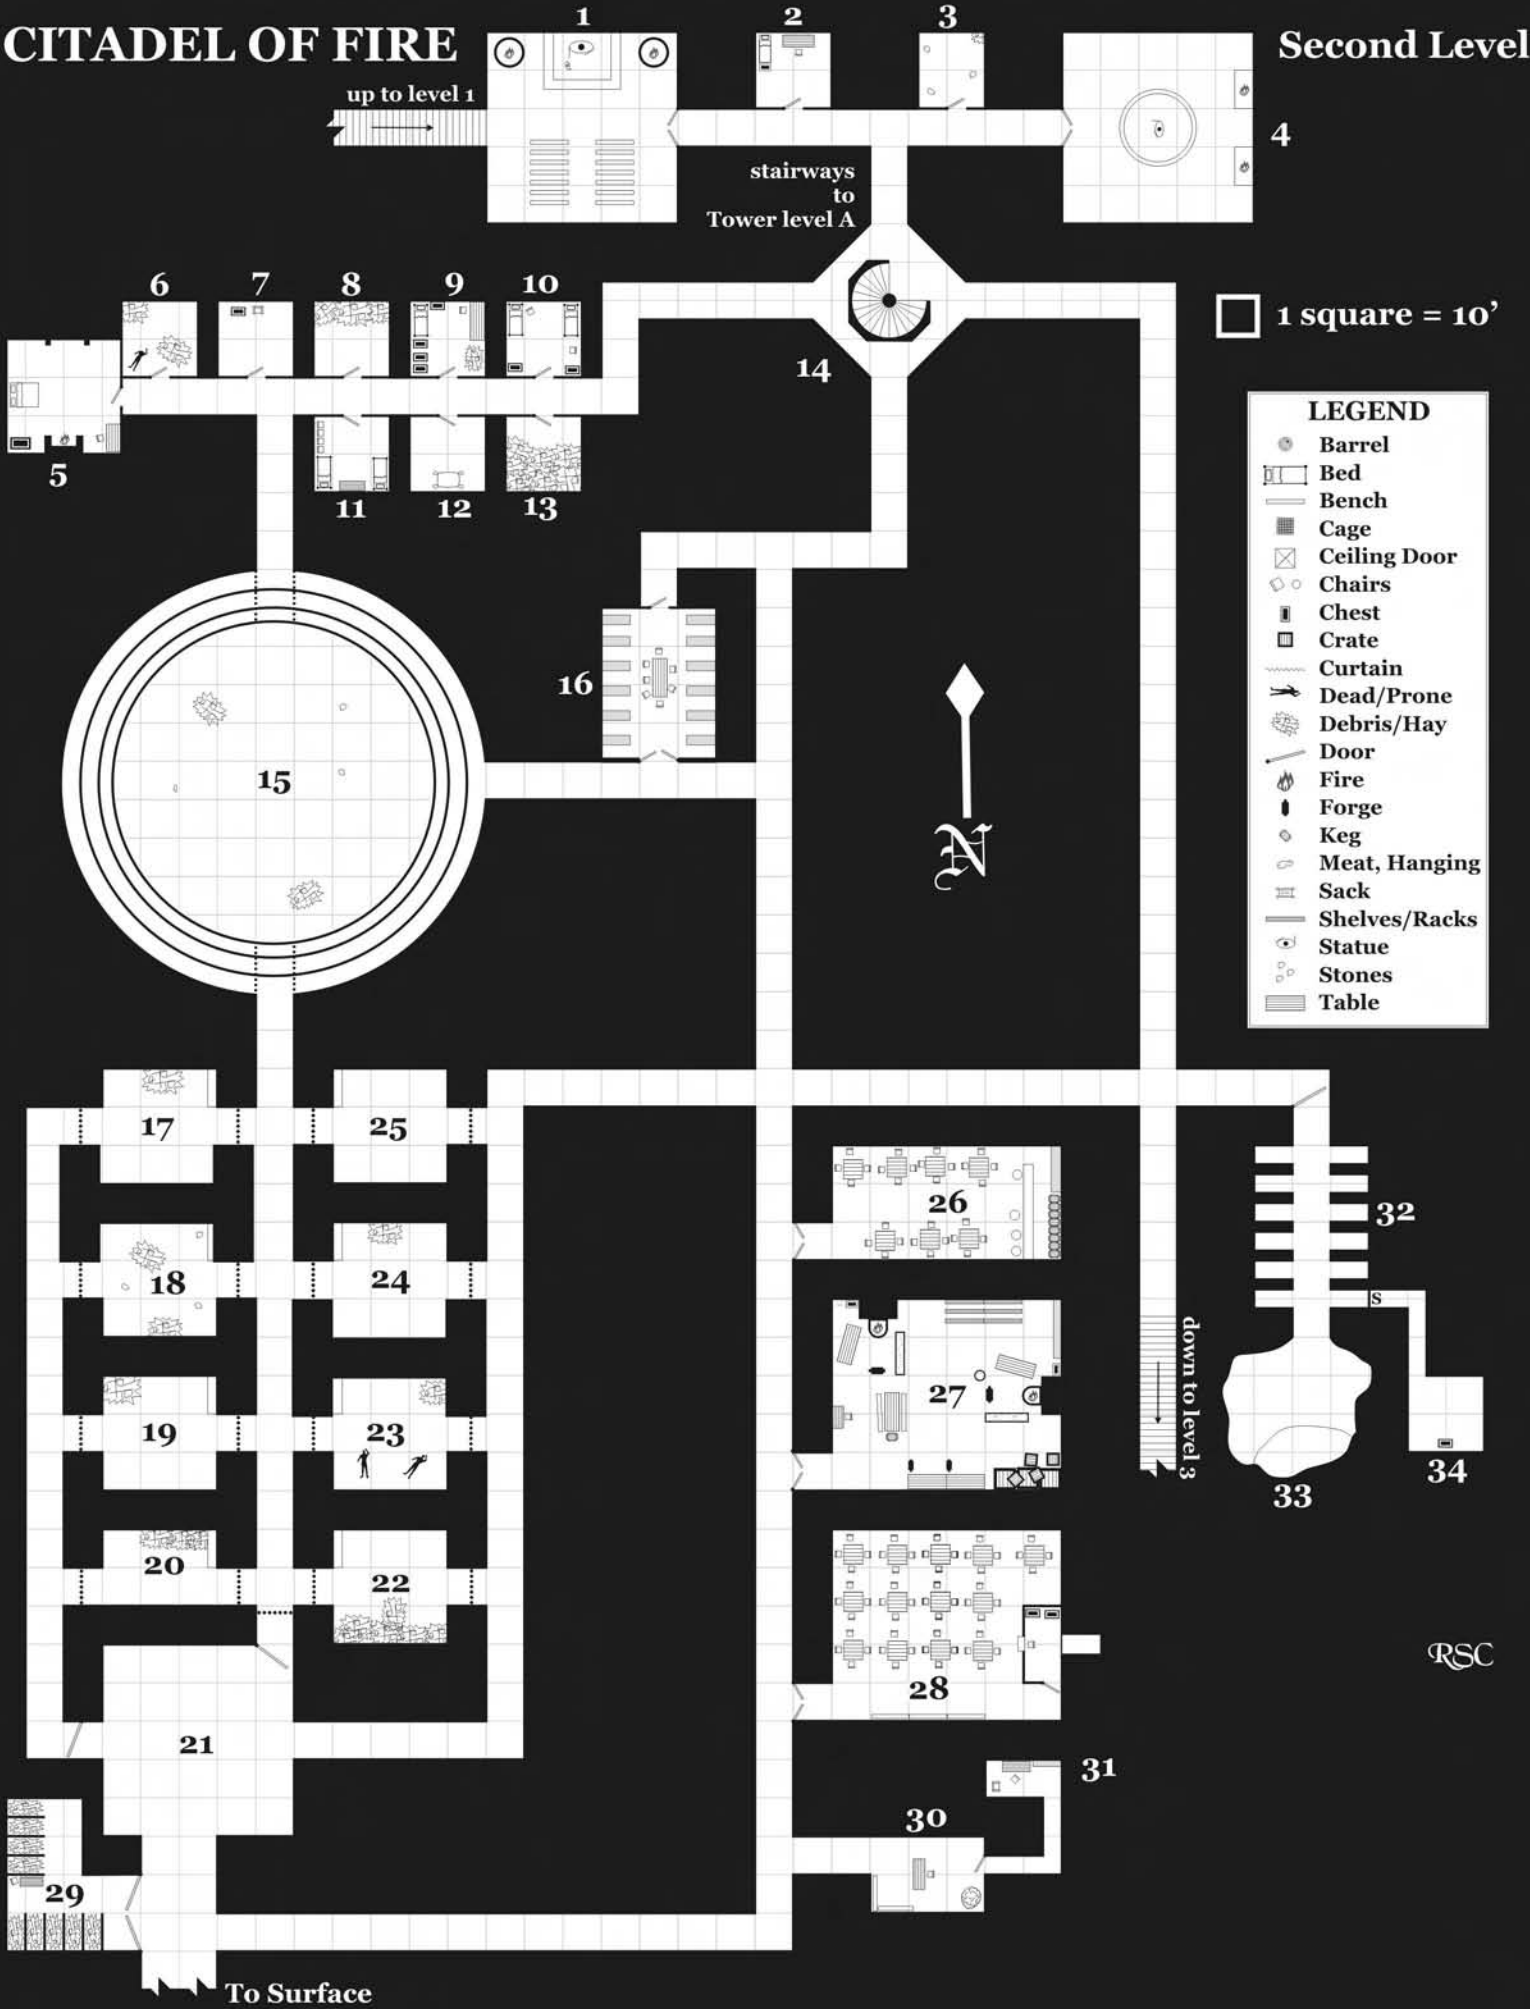 CITADEL OF FIRE
Second Level
1
2
3
up to level 1
4
stairways
to
Tower level A
6
7
8
9
10
1 square = 10’
5
14
11
12
13
LEGEND
Barrel
Bed
Bench
Cage
Ceiling Door
Chairs
Chest
Crate
Curtain
Dead/Prone
Debris/Hay
Door
Fire
Forge
Keg
Meat, Hanging
Sack
Shelves/Racks
Statue
Stones
Table
16
15
N
17
25
26
32
18
24
S
down to level 3
27
19
23
34
33
20
22
28
RSC
21
31
30
29
To Surface